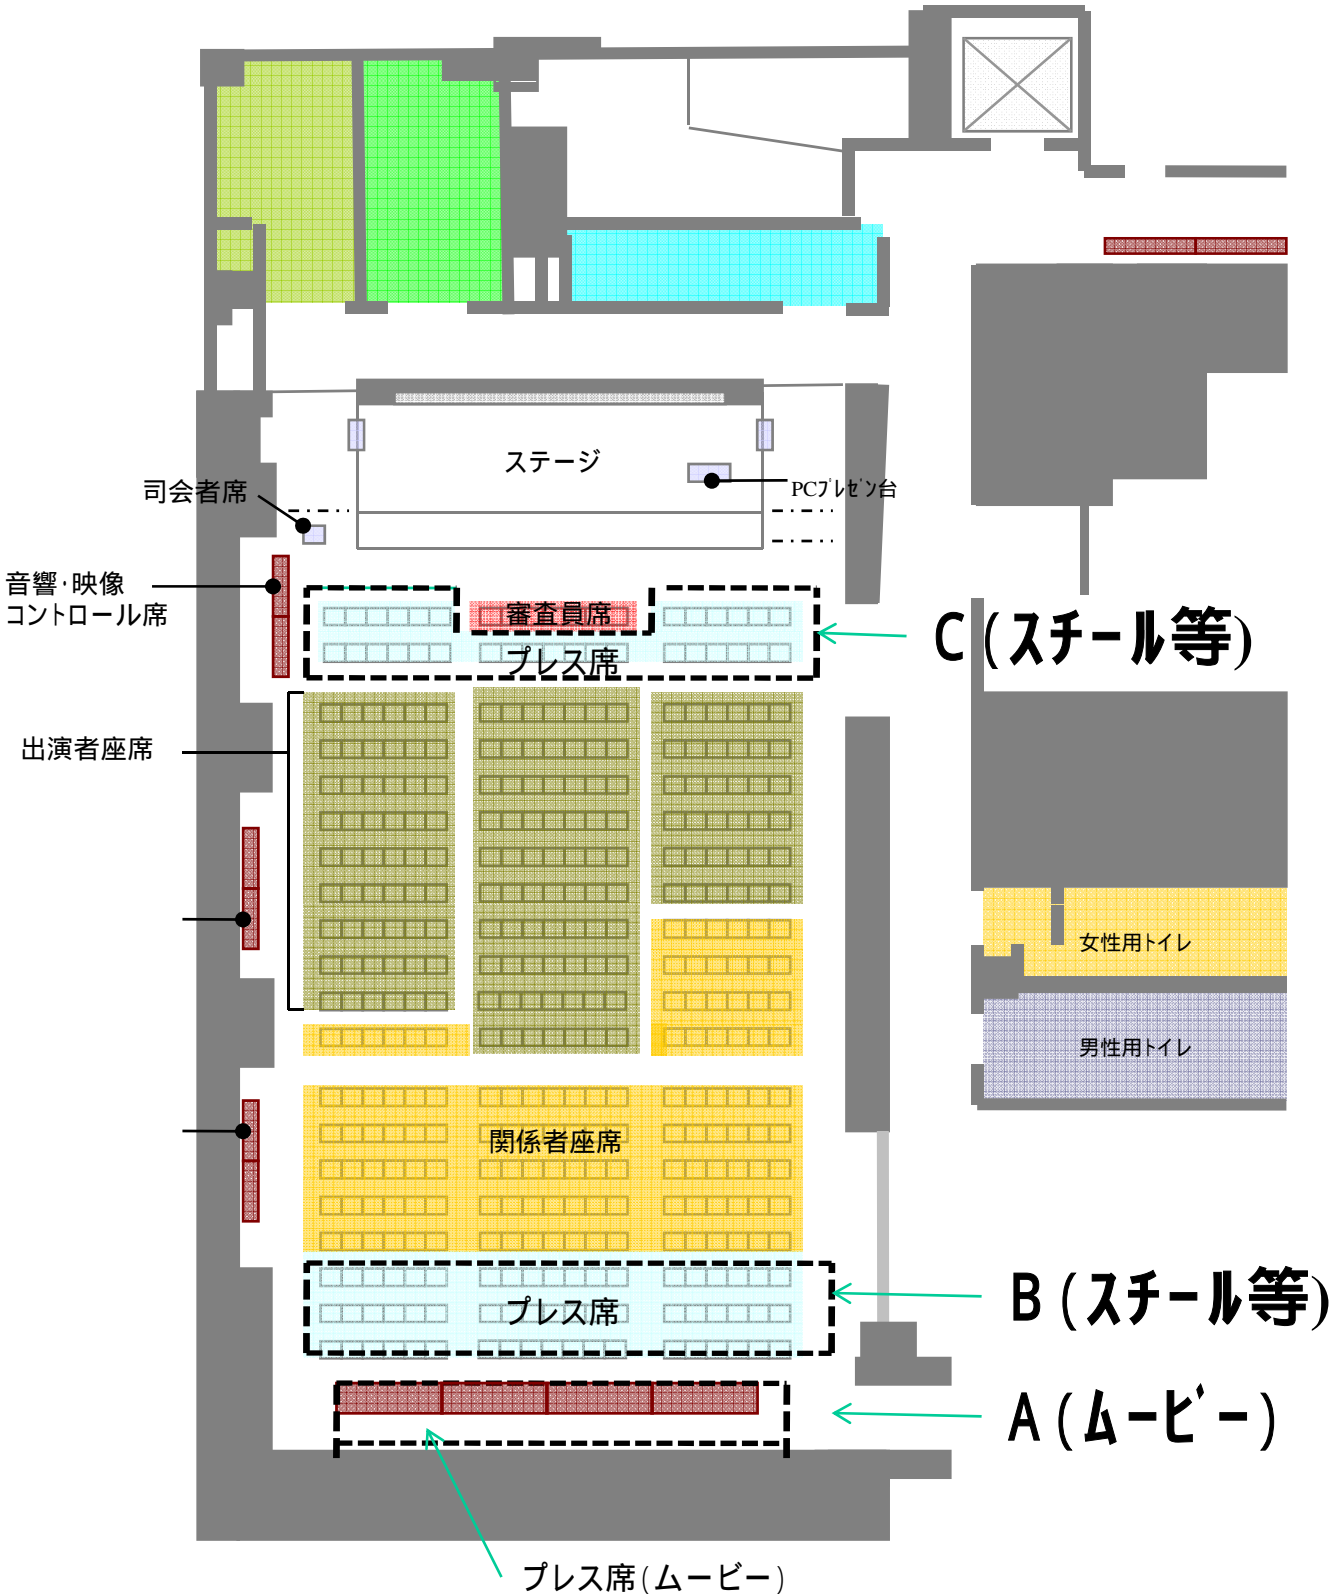 ステージ
司会者席
PCﾌﾟﾚｾﾞﾝ台
音響・映像
コントロール席
審査員席
プレス席
C(スチール等)
出演者座席
女性用ﾄｲﾚ
男性用ﾄｲﾚ
関係者座席
プレス席
B(スチール等)
A(ムービー)
プレス席(ムービー)